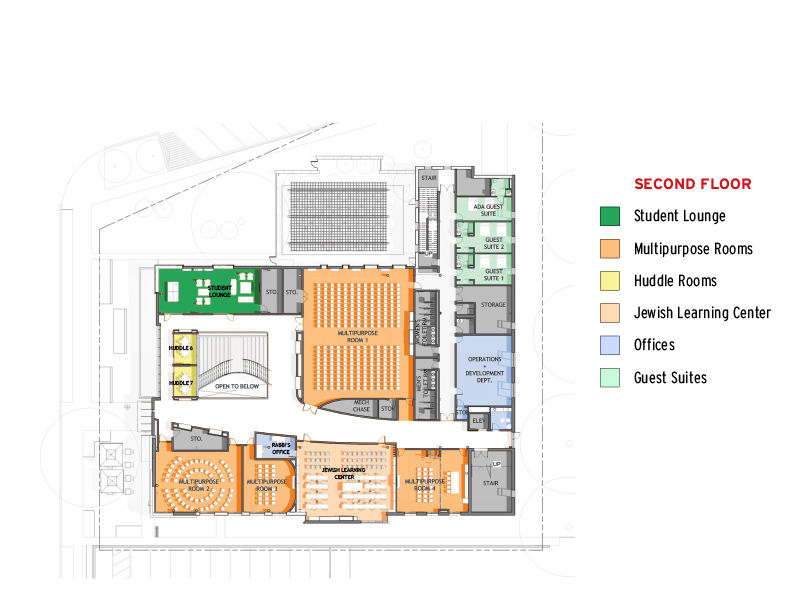 SECOND FLOOR
Student Lounge
Multipurpose Rooms
Huddle Rooms
Jewish Learning Center
Offices
Guest Suites
STAIR
ADA GUEST
SUITE
GUEST
SUITE 2
UP
GUEST
SUITE 1
STUDENT
LOUNGE
STO.
STO.
STORAGE
MULTIPURPOSE
ROOM 1
WOMEN'S
TOILET RM
HUDDLE 6
HUDDLE 7
OPEN TO BELOW
OPERATIONS
+
DEVELOPMENT
DEPT.
MEN'S
TOILET RM
MECH
CHASE
STO
STO
ELEV
STO.
RABBI'S
OFFICE
MULTIPURPOSE
ROOM 2
MULTIPURPOSE
ROOM 3
JEWISH LEARNING
CENTER
MULTIPURPOSE
ROOM 4
UP
STAIR